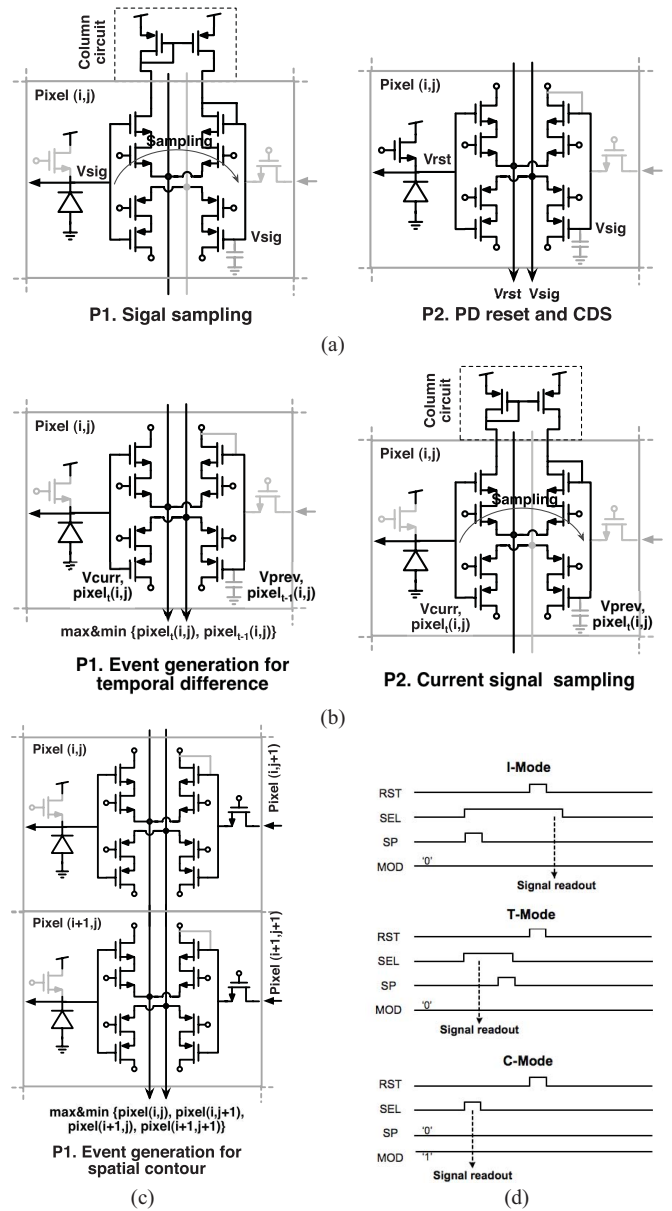 Column circuit
Pixel (i,j)
Sampling
Vsig
Vsig
P1. Sigal sampling
Pixel (i,j)
Vrst
Vsig
Vrst Vsig
P2. PD reset and CDS
(a)
Pixel (i,j)
Vcurr,
pixelt(i,j)
Vprev,
pixelt-1(i,j)
max&min {pixelt(i,j), pixelt-1(i,j)}
P1. Event generation for
temporal difference
Column circuit
Pixel (i,j)
Sampling
Vcurr,
pixelt(i,j)
Vprev,
pixelt(i,j)
P2. Current signal sampling
(b)
Pixel (i,j)
Pixel (i,j+1)
Pixel (i+1,j)
Pixel (i+1,j+1)
max&min {pixel(i,j), pixel(i,j+1),
pixel(i+1,j), pixel(i+1,j+1)}
P1. Event generation for
spatial contour
(c)
I-Mode
RST
SEL
SP
MOD '0'
Signal readout
T-Mode
RST
SEL
SP
MOD '0'
Signal readout
C-Mode
RST
SEL
SP '0'
MOD '1'
Signal readout
(d)